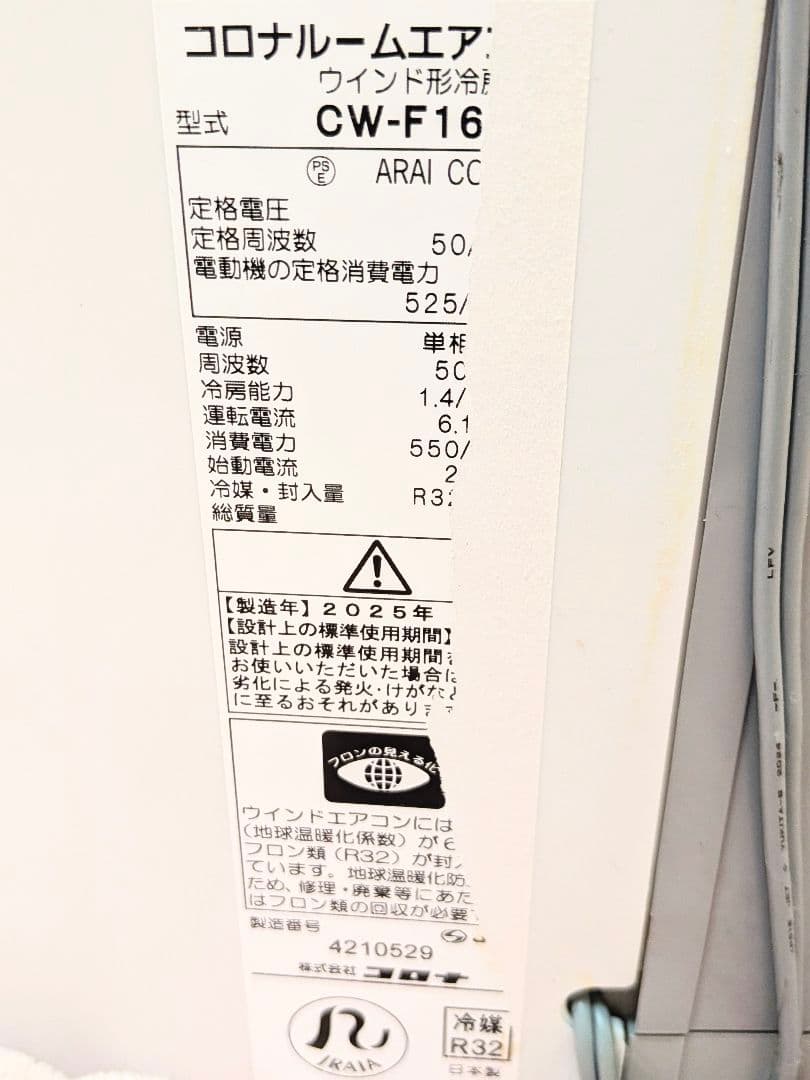 コロナルームエア
ウインド形冷
型式 CW-F16
PS
E
ARAI CO
定格電圧
定格周波数 50/
電動機の定格消費電力
525/
電源 単相
周波数 50
冷房能力 1.4/
運転電流 6.1
消費電力 550/
始動電流 2
冷媒・封入量 R32
総質量
【製造年】2025年
【設計上の標準使用期間】
設計上の標準使用期間
お使いいただいた場合は
劣化による発火・けがなど
に至るおそれがあります
フロンの見える化
ウインドエアコンには
(地球温暖化係数)が6
フロン類(R32)が封入
ています。地球温暖化防
ため、修理・廃棄等にあた
はフロン類の回収が必要
製造番号
4210529
株式会社 コロナ
JRAIA
冷媒
R32
日本製
LFV